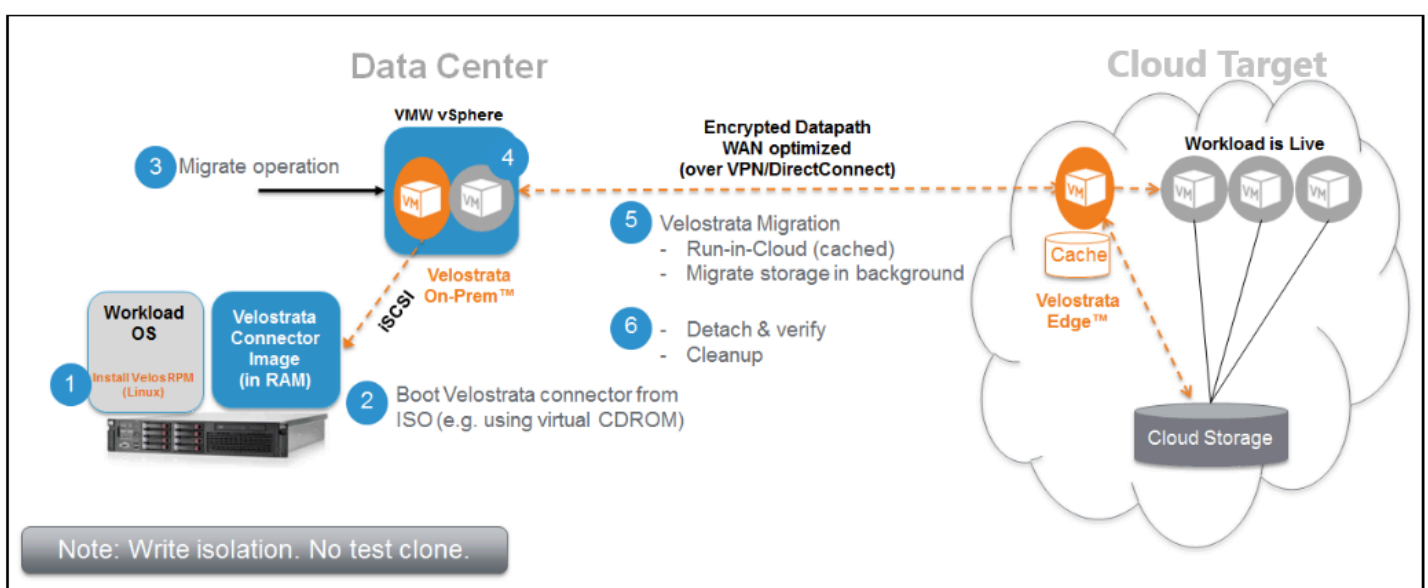 Data Center
Cloud Target
VMW vSphere
3 Migrate operation
4
VM VM
Encrypted Datapath
WAN optimized
(over VPN/DirectConnect)
Workload is Live
VM
VM VM VM
Cache
Velostrata
Edge™
Velostrata
On-Prem™
iSCSI
5 Velostrata Migration
- Run-in-Cloud (cached)
- Migrate storage in background
6 - Detach & verify
- Cleanup
Workload
OS
1 Install Velos RPM
(Linux)
Velostrata
Connector
Image
(in RAM)
2 Boot Velostrata connector from
ISO (e.g. using virtual CDROM)
Cloud Storage
Note: Write isolation. No test clone.